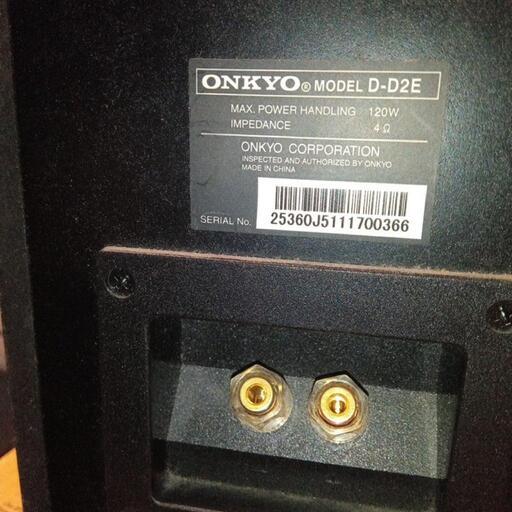 ONKYO® MODEL D-D2E
MAX. POWER HANDLING 120W
IMPEDANCE 4 Ω
ONKYO CORPORATION
INSPECTED AND AUTHORIZED BY ONKYO
MADE IN CHINA
SERIAL No. 25360J5111700366